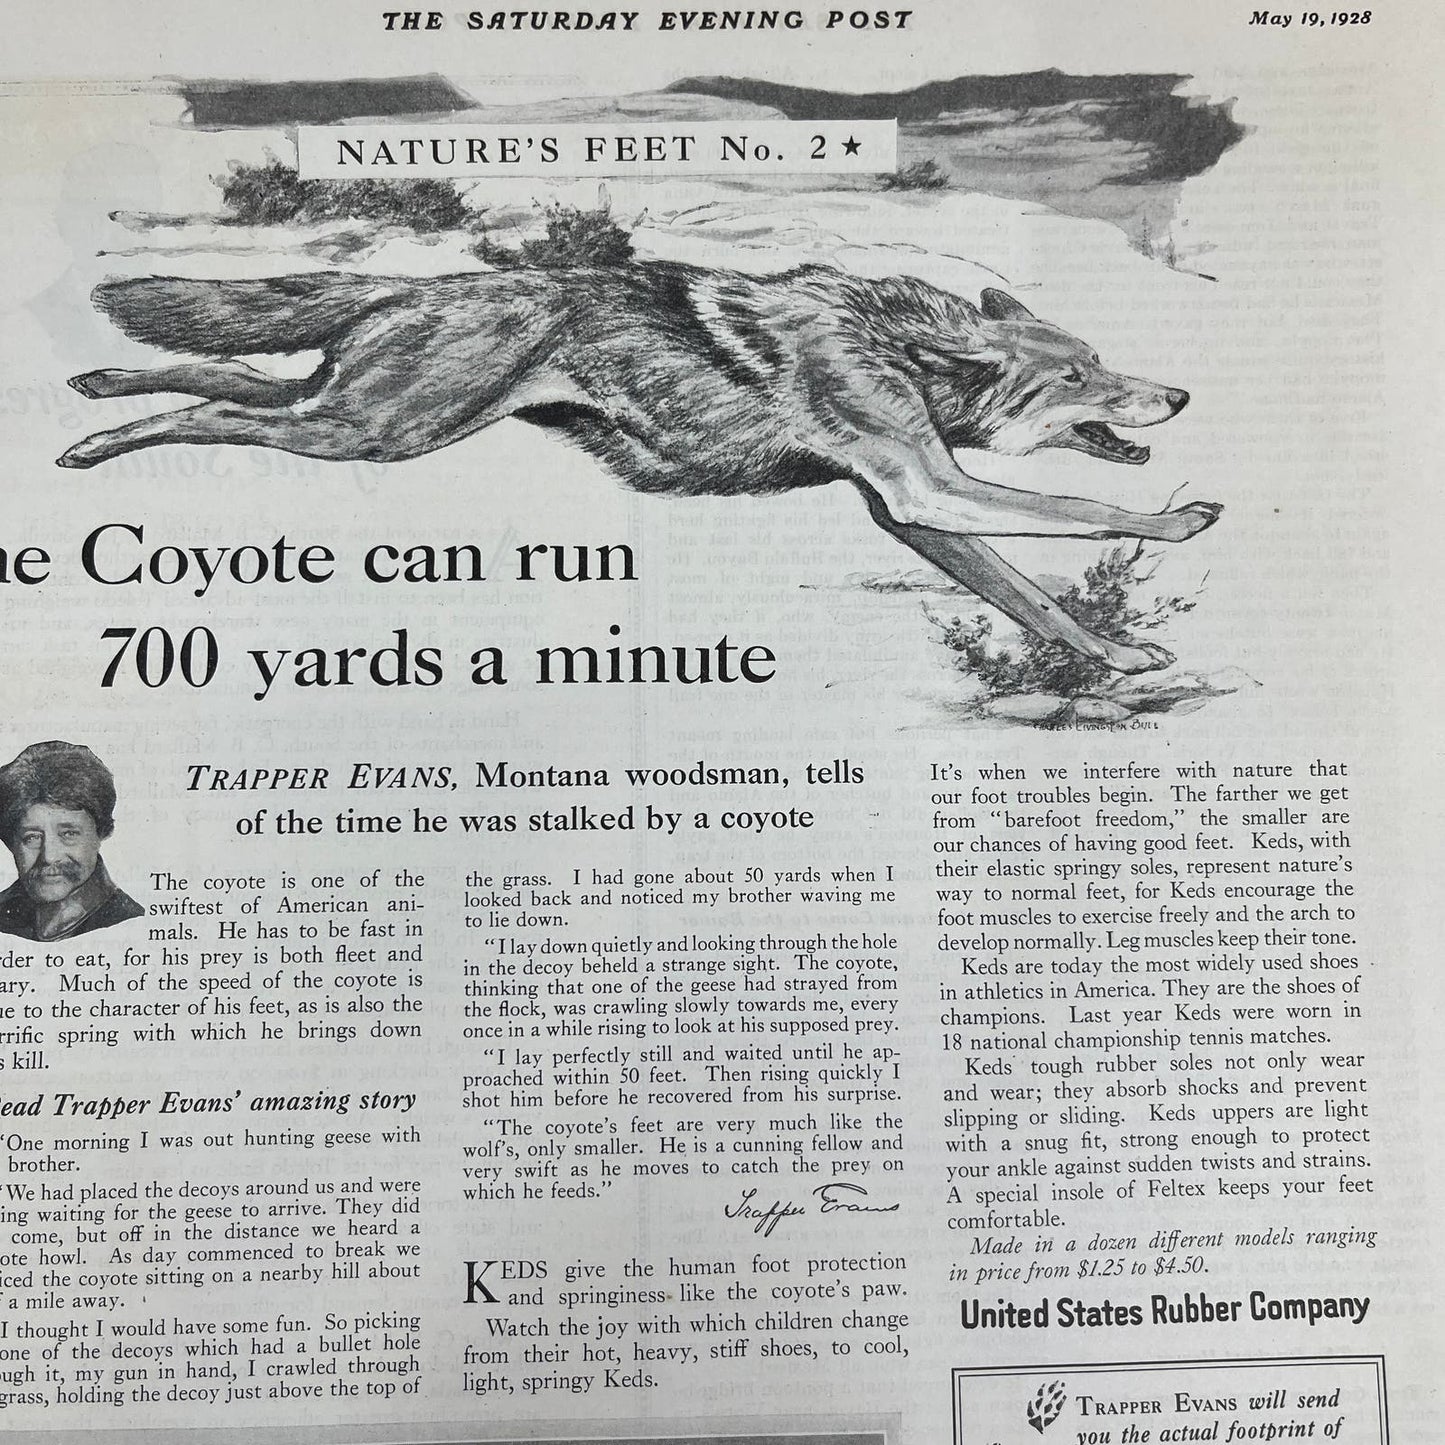 THE SATURDAY EVENING POST
May 19, 1928
NATURE'S FEET No. 2 ★
he Coyote can run
700 yards a minute
CHARLES LIVINGSTON BULL
TRAPPER EVANS, Montana woodsman, tells
of the time he was stalked by a coyote
The coyote is one of the
swiftest of American ani-
mals. He has to be fast in
rder to eat, for his prey is both fleet and
ary. Much of the speed of the coyote is
ue to the character of his feet, as is also the
rrific spring with which he brings down
s kill.
ead Trapper Evans' amazing story
"One morning I was out hunting geese with
brother.
"We had placed the decoys around us and were
ing waiting for the geese to arrive. They did
come, but off in the distance we heard a
ote howl. As day commenced to break we
iced the coyote sitting on a nearby hill about
f a mile away.
I thought I would have some fun. So picking
one of the decoys which had a bullet hole
ough it, my gun in hand, I crawled through
grass, holding the decoy just above the top of
the grass. I had gone about 50 yards when I
looked back and noticed my brother waving me
to lie down.
"I lay down quietly and looking through the hole
in the decoy beheld a strange sight. The coyote,
thinking that one of the geese had strayed from
the flock, was crawling slowly towards me, every
once in a while rising to look at his supposed prey.
"I lay perfectly still and waited until he ap-
proached within 50 feet. Then rising quickly I
shot him before he recovered from his surprise.
"The coyote's feet are very much like the
wolf's, only smaller. He is a cunning fellow and
very swift as he moves to catch the prey on
which he feeds."
Trapper Evans
KEDS give the human foot protection
and springiness like the coyote's paw.
Watch the joy with which children change
from their hot, heavy, stiff shoes, to cool,
light, springy Keds.
It's when we interfere with nature that
our foot troubles begin. The farther we get
from "barefoot freedom," the smaller are
our chances of having good feet. Keds, with
their elastic springy soles, represent nature's
way to normal feet, for Keds encourage the
foot muscles to exercise freely and the arch to
develop normally. Leg muscles keep their tone.
Keds are today the most widely used shoes
in athletics in America. They are the shoes of
champions. Last year Keds were worn in
18 national championship tennis matches.
Keds tough rubber soles not only wear
and wear; they absorb shocks and prevent
slipping or sliding. Keds uppers are light
with a snug fit, strong enough to protect
your ankle against sudden twists and strains.
A special insole of Feltex keeps your feet
comfortable.
Made in a dozen different models ranging
in price from $1.25 to $4.50.
United States Rubber Company
TRAPPER EVANS will send
you the actual footprint of